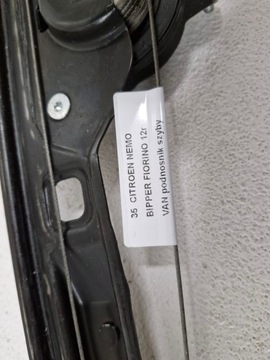 35 CITROEN NEMO
BIPPER FIORINO 12r
VAN podnosnik szyby